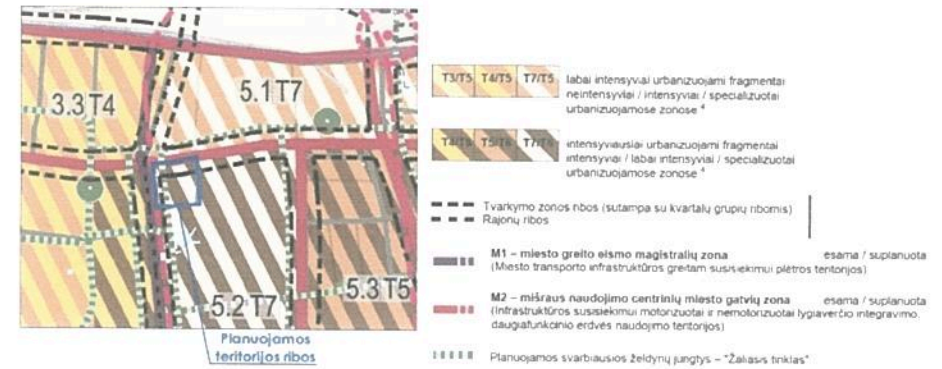 3.3 T4
5.1 T7
5.2 T7
5.3 T5
Planuojamos
teritorijos ribos
T3/T5 T4/T5 T7/T5
labai intensyviai urbanizuojami fragmentai
neintensyviai / intensyviai / specializuotai
urbanizuojamose zonose 4
T4/T6 T5/T6 T7/T6
intensyviausiai urbanizuojami fragmentai
intensyviai / labai intensyviai / specializuotai
urbanizuojamose zonose 4
Tvarkymo zonos ribos (sutampa su kvartalų grupių ribomis)
Rajonų ribos
M1 – miesto greito eismo magistralių zona esama / suplanuota
(Miesto transporto infrastruktūros greitam susisiekimui plėtros teritorijos)
M2 – mišraus naudojimo centrinių miesto gatvių zona esama / suplanuota
(Infrastruktūros susisiekimui motorizuotai ir nemotorizuotai lygiaverčio integravimo,
daugiafunkcinio erdvės naudojimo teritorijos)
Planuojamos svarbiausios želdynų jungtys – "Žaliasis tinklas"